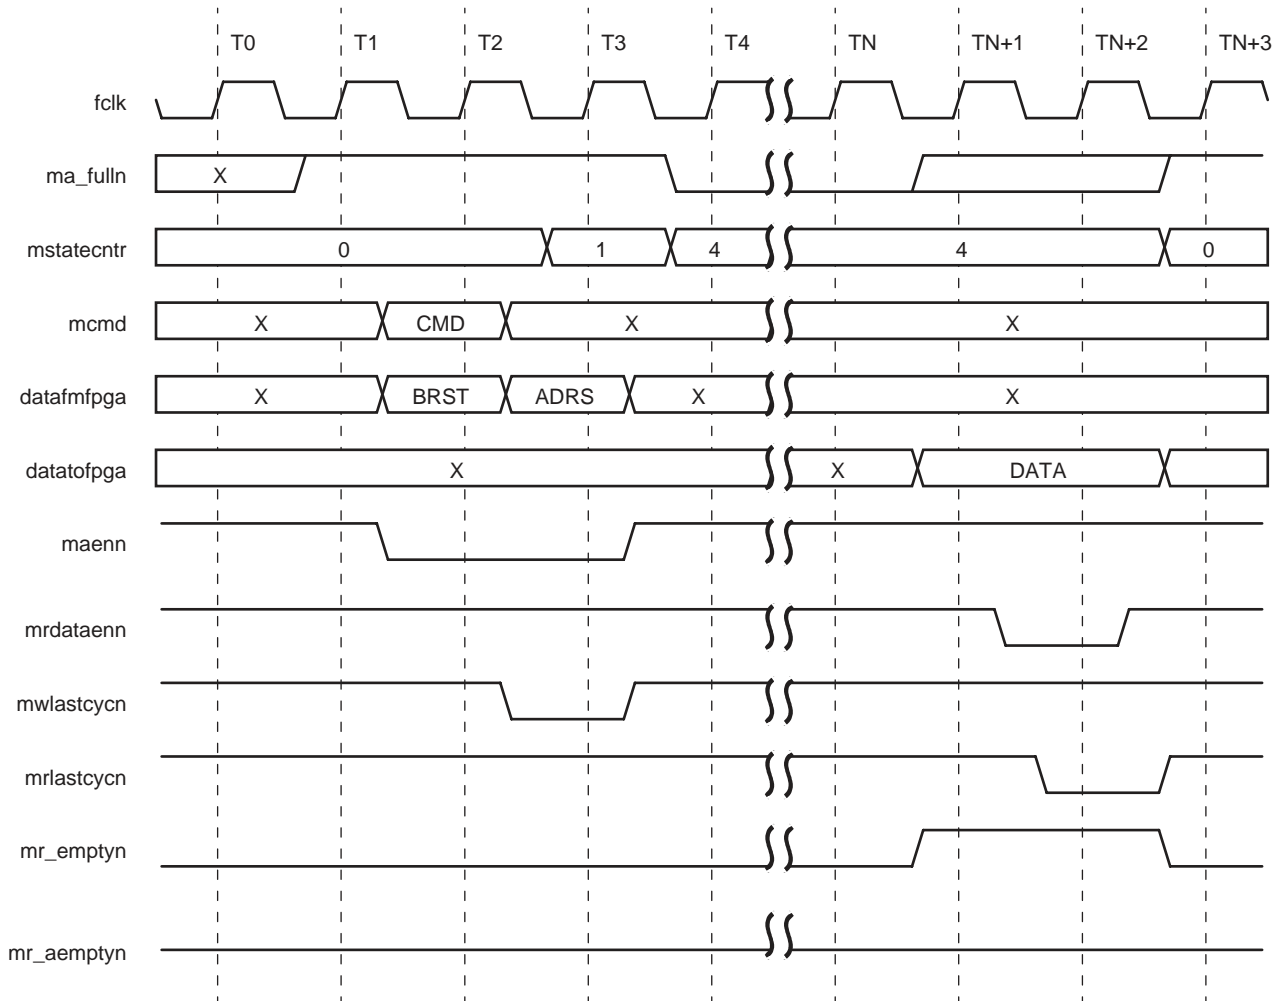 T0 T1 T2 T3 T4 TN TN+1 TN+2 TN+3
fclk
ma_fulln X
mstatecntr 0 1 4 4 0
mcmd X CMD X X
datafmfpga X BRST ADRS X X
datatofpga X X DATA
maenn
mrdataenn
mwlastcycn
mrlastcycn
mr_emptyn
mr_aemptyn